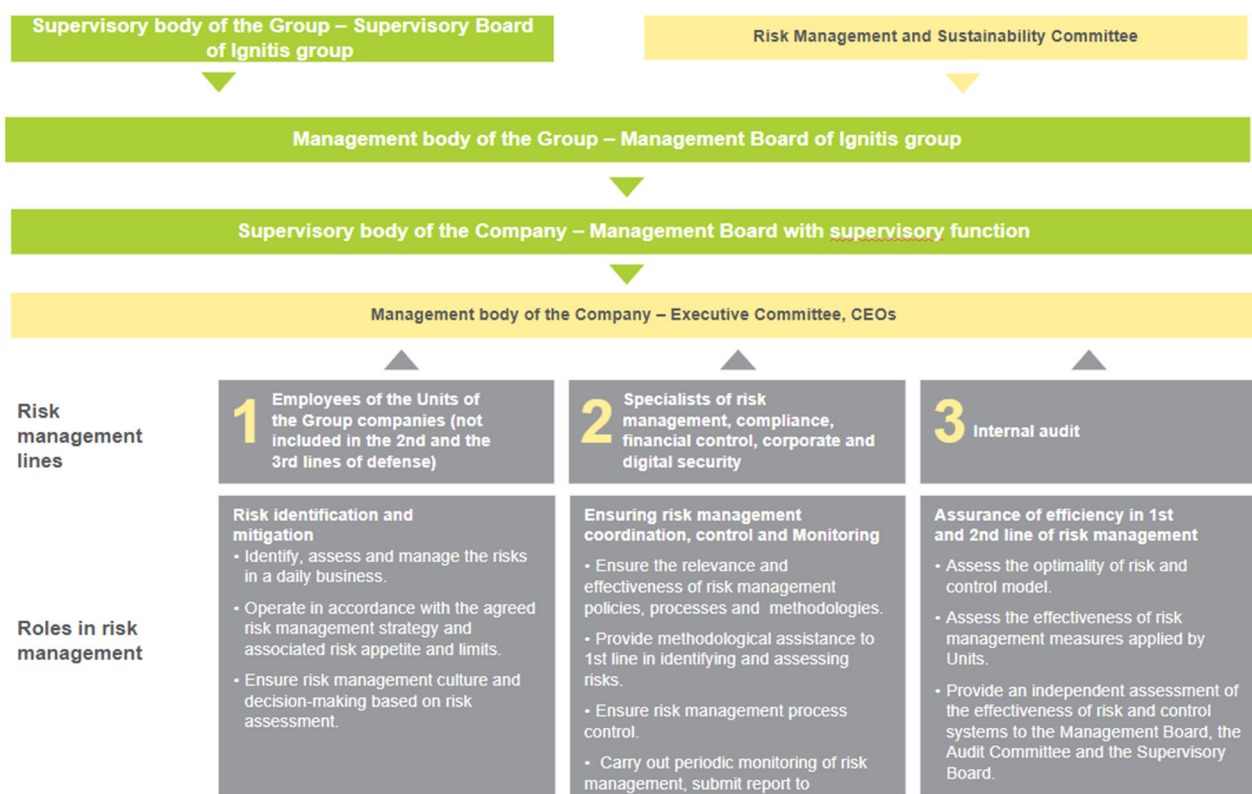 Supervisory body of the Group – Supervisory Board
of Ignitis group
Risk Management and Sustainability Committee
Management body of the Group – Management Board of Ignitis group
Supervisory body of the Company – Management Board with supervisory function
Management body of the Company – Executive Committee, CEOs
Risk
management
lines
1
Employees of the Units of
the Group companies (not
included in the 2nd and the
3rd lines of defense)
2
Specialists of risk
management, compliance,
financial control, corporate and
digital security
3
Internal audit
Roles in risk
management
Risk identification and
mitigation
• Identify, assess and manage the risks
in a daily business.
• Operate in accordance with the agreed
risk management strategy and
associated risk appetite and limits.
• Ensure risk management culture and
decision-making based on risk
assessment.
Ensuring risk management
coordination, control and Monitoring
• Ensure the relevance and
effectiveness of risk management
policies, processes and methodologies.
• Provide methodological assistance to
1st line in identifying and assessing
risks.
• Ensure risk management process
control.
• Carry out periodic monitoring of risk
management, submit report to
Assurance of efficiency in 1st
and 2nd line of risk management
• Assess the optimality of risk and
control model.
• Assess the effectiveness of risk
management measures applied by
Units.
• Provide an independent assessment of
the effectiveness of risk and control
systems to the Management Board, the
Audit Committee and the Supervisory
Board.